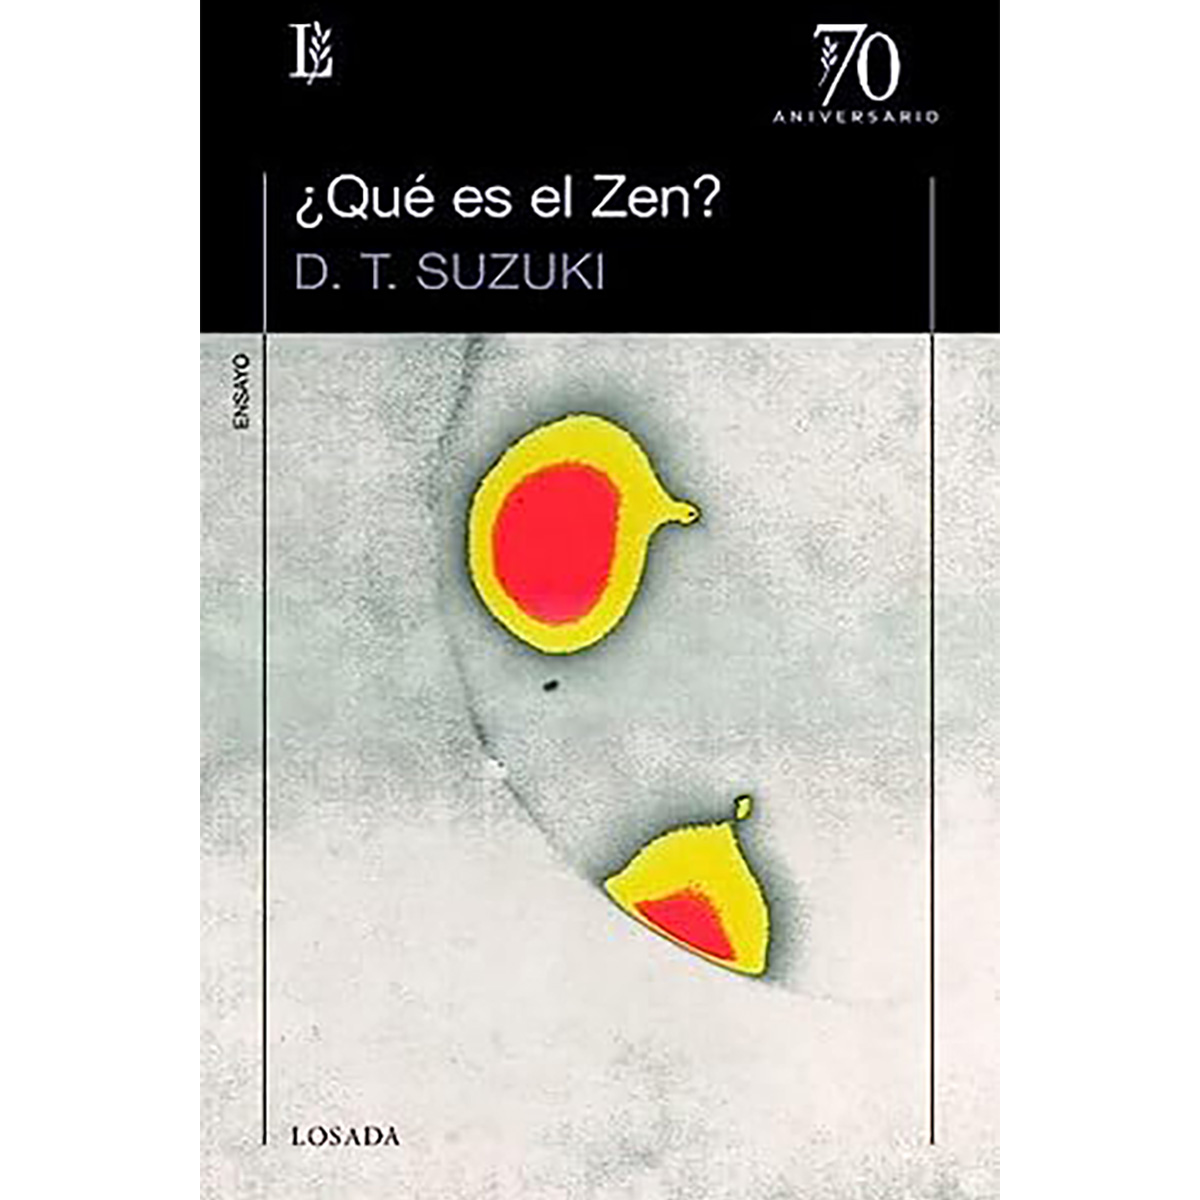 L
70
ANIVERSARIO
¿Qué es el Zen?
D. T. SUZUKI
ENSAYO
LOSADA